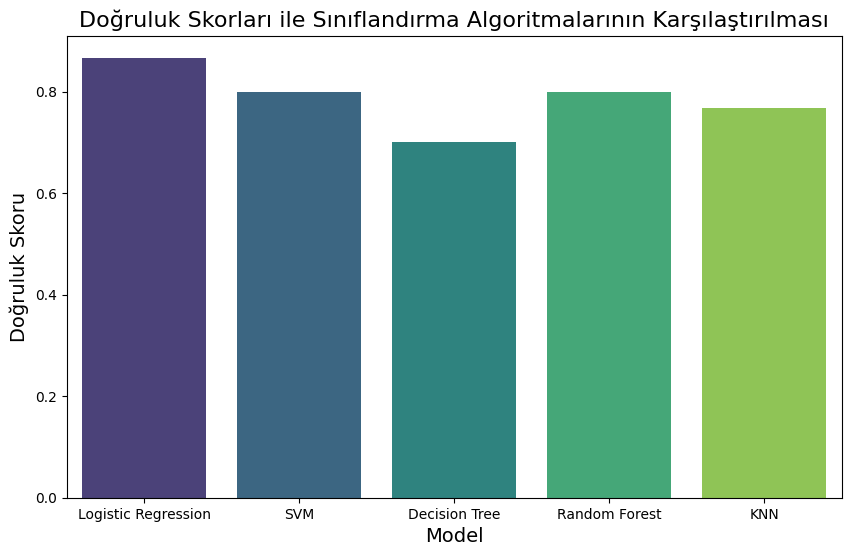 Doğruluk Skorları ile Sınıflandırma Algoritmalarının Karşılaştırılması
Doğruluk Skoru
0.8
0.6
0.4
0.2
0.0
Logistic Regression SVM Decision Tree Random Forest KNN
Model